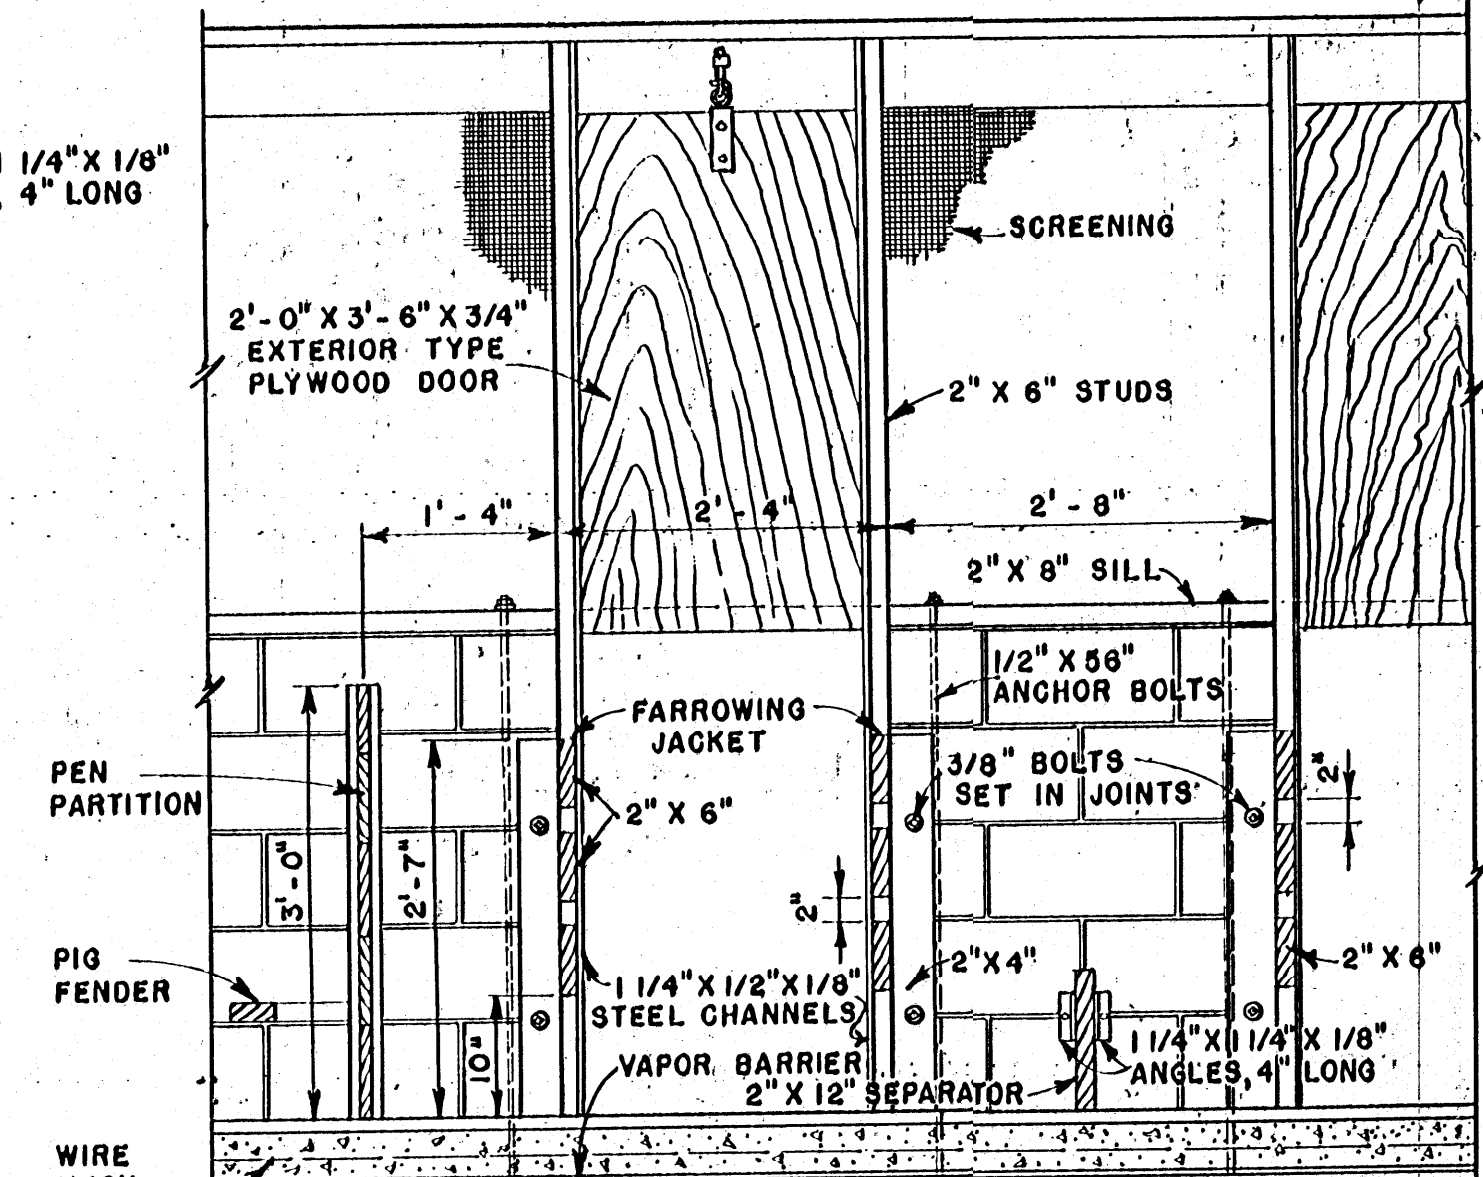 1 1/4" X 1/8"
4" LONG
SCREENING
2'-0" X 3'-6" X 3/4"
EXTERIOR TYPE
PLYWOOD DOOR
2" X 6" STUDS
1'-4"
2'-4"
2'-8"
2" X 8" SILL
1/2" X 56"
ANCHOR BOLTS
FARROWING
JACKET
PEN
PARTITION
3/8" BOLTS
SET IN JOINTS
2"
2" X 6"
3'-0"
2'-7"
2"
PIG
FENDER
2" X 4"
2" X 6"
1 1/4" X 1/2" X 1/8"
STEEL CHANNELS
10"
1 1/4" X 1 1/4" X 1/8"
ANGLES, 4" LONG
VAPOR BARRIER
2" X 12" SEPARATOR
WIRE